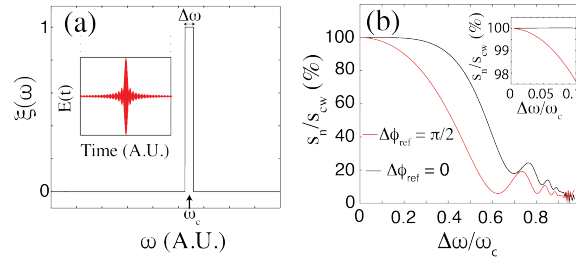 (a)
Δω
1
ξ(ω)
0
E(t)
Time (A.U.)
ω_c
ω (A.U.)
(b)
s_n/s_cw (%)
100
80
60
40
20
0
0
0.2
0.4
0.6
0.8
Δω/ω_c
Δϕ_ref = π/2
Δϕ_ref = 0
s_n/s_cw (%)
100
99
98
0
0.05
Δω/ω_c